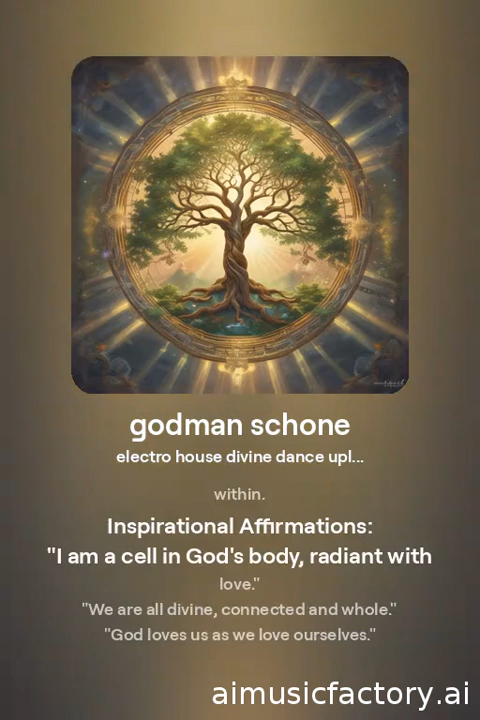 godman schone
electro house divine dance upl...
within.
Inspirational Affirmations:
"I am a cell in God's body, radiant with
love."
"We are all divine, connected and whole."
"God loves us as we love ourselves."
aimusicfactory.ai